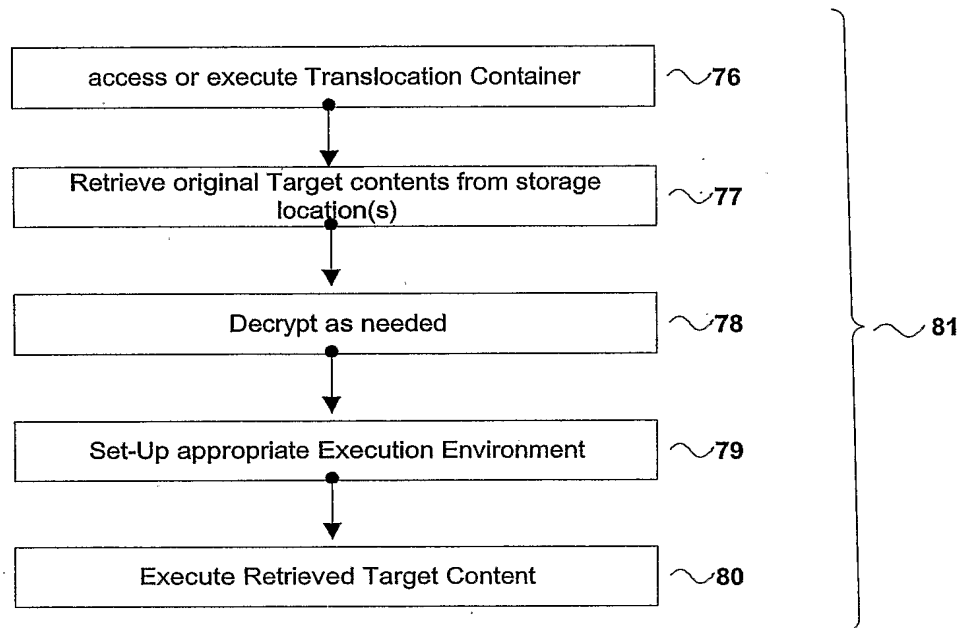 access or execute Translocation Container
76
Retrieve original Target contents from storage
location(s)
77
Decrypt as needed
78
81
Set-Up appropriate Execution Environment
79
Execute Retrieved Target Content
80